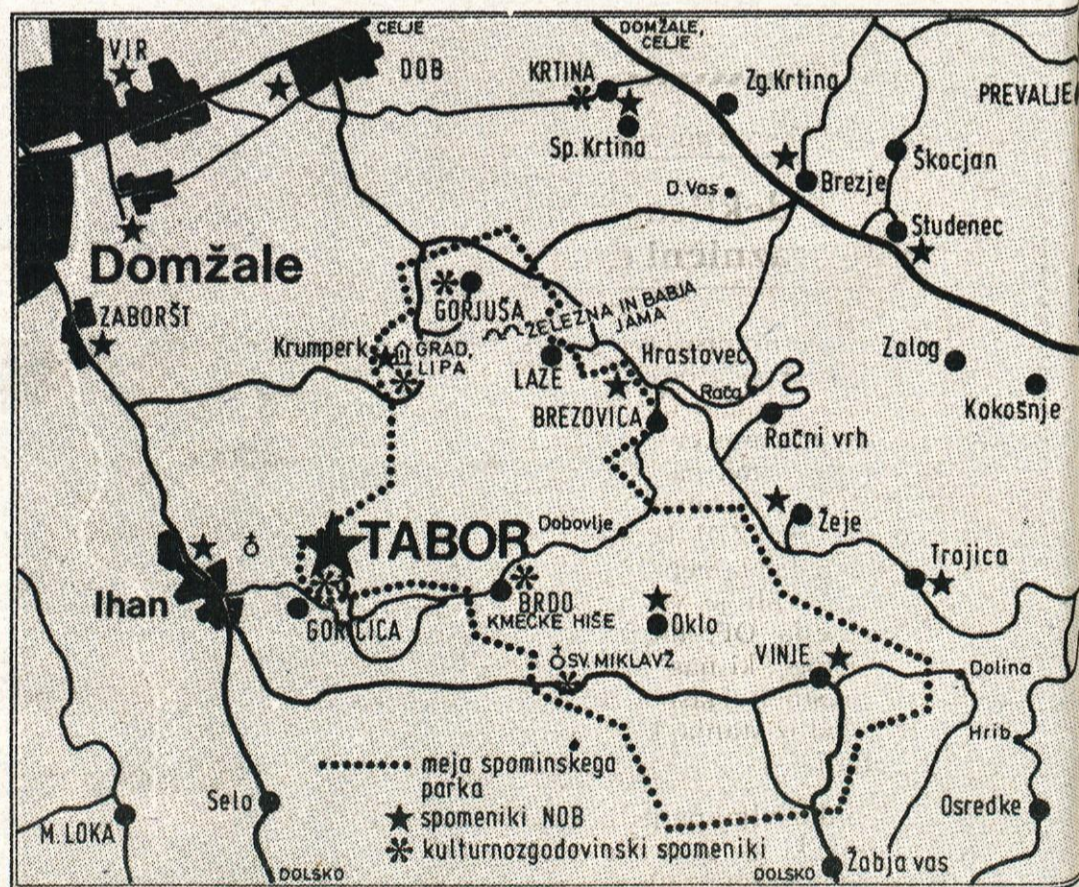 CELJE
DOMŽALE,
CELJE
VIR
DOB
KRTINA
Zg. Krtina
PREVALJE
Sp. Krtina
Škocjan
Brezje
D. Vas
Studenec
Domžale
GORJUŠA
ŽELEZNA IN BABJA
JAMA
ZABORŠT
Krumperk
GRAD,
LIPA
LAZE
Hrastovec
Zalog
Rača
Kokošnje
BREZOVICA
Račni vrh
TABOR
Dobovlje
Žeje
Trojica
Ihan
GORIČICA
BRDO
KMEČKE HIŠE
Oklo
SV. MIKLAVŽ
VINJE
Dolina
Hrib
meja spominskega
parka
Selo
spomeniki NOB
Osredke
M. LOKA
kulturnozgodovinski spomeniki
DOLSKO
DOLSKO
Žabja vas